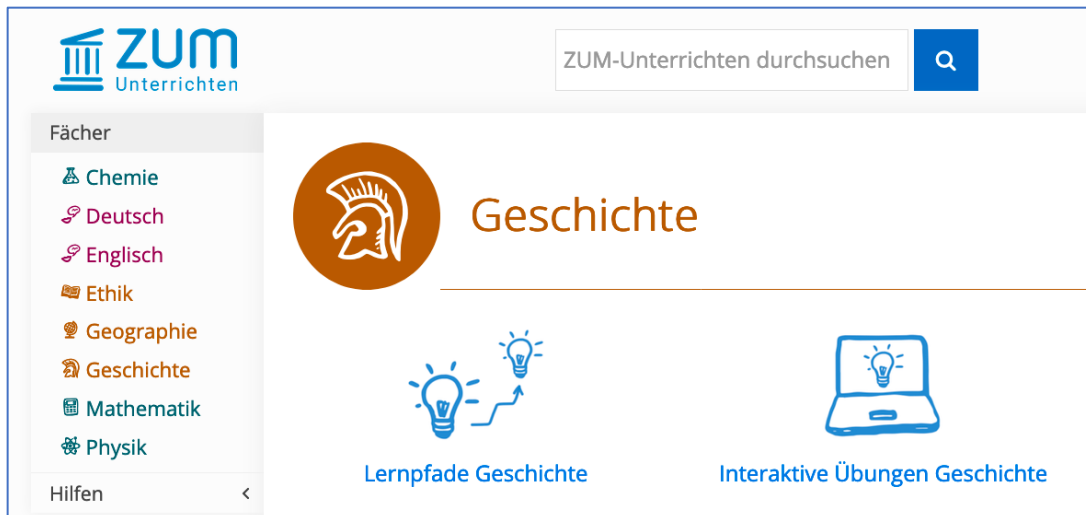 ZUM
Unterrichten
ZUM-Unterrichten durchsuchen
Fächer
Chemie
Deutsch
Englisch
Ethik
Geographie
Geschichte
Mathematik
Physik
Hilfen
Geschichte
Lernpfade Geschichte
Interaktive Übungen Geschichte